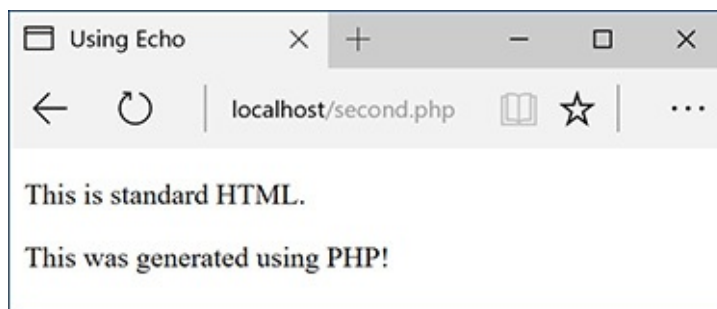 Using Echo
localhost/second.php
This is standard HTML.
This was generated using PHP!